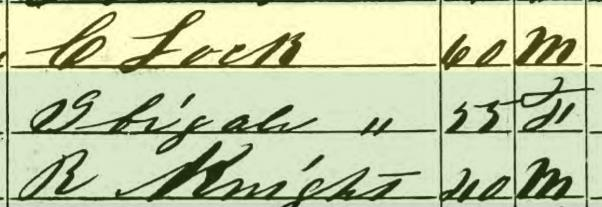 C Lock 60 M
Abigale " 55 F
R Knight 40 M